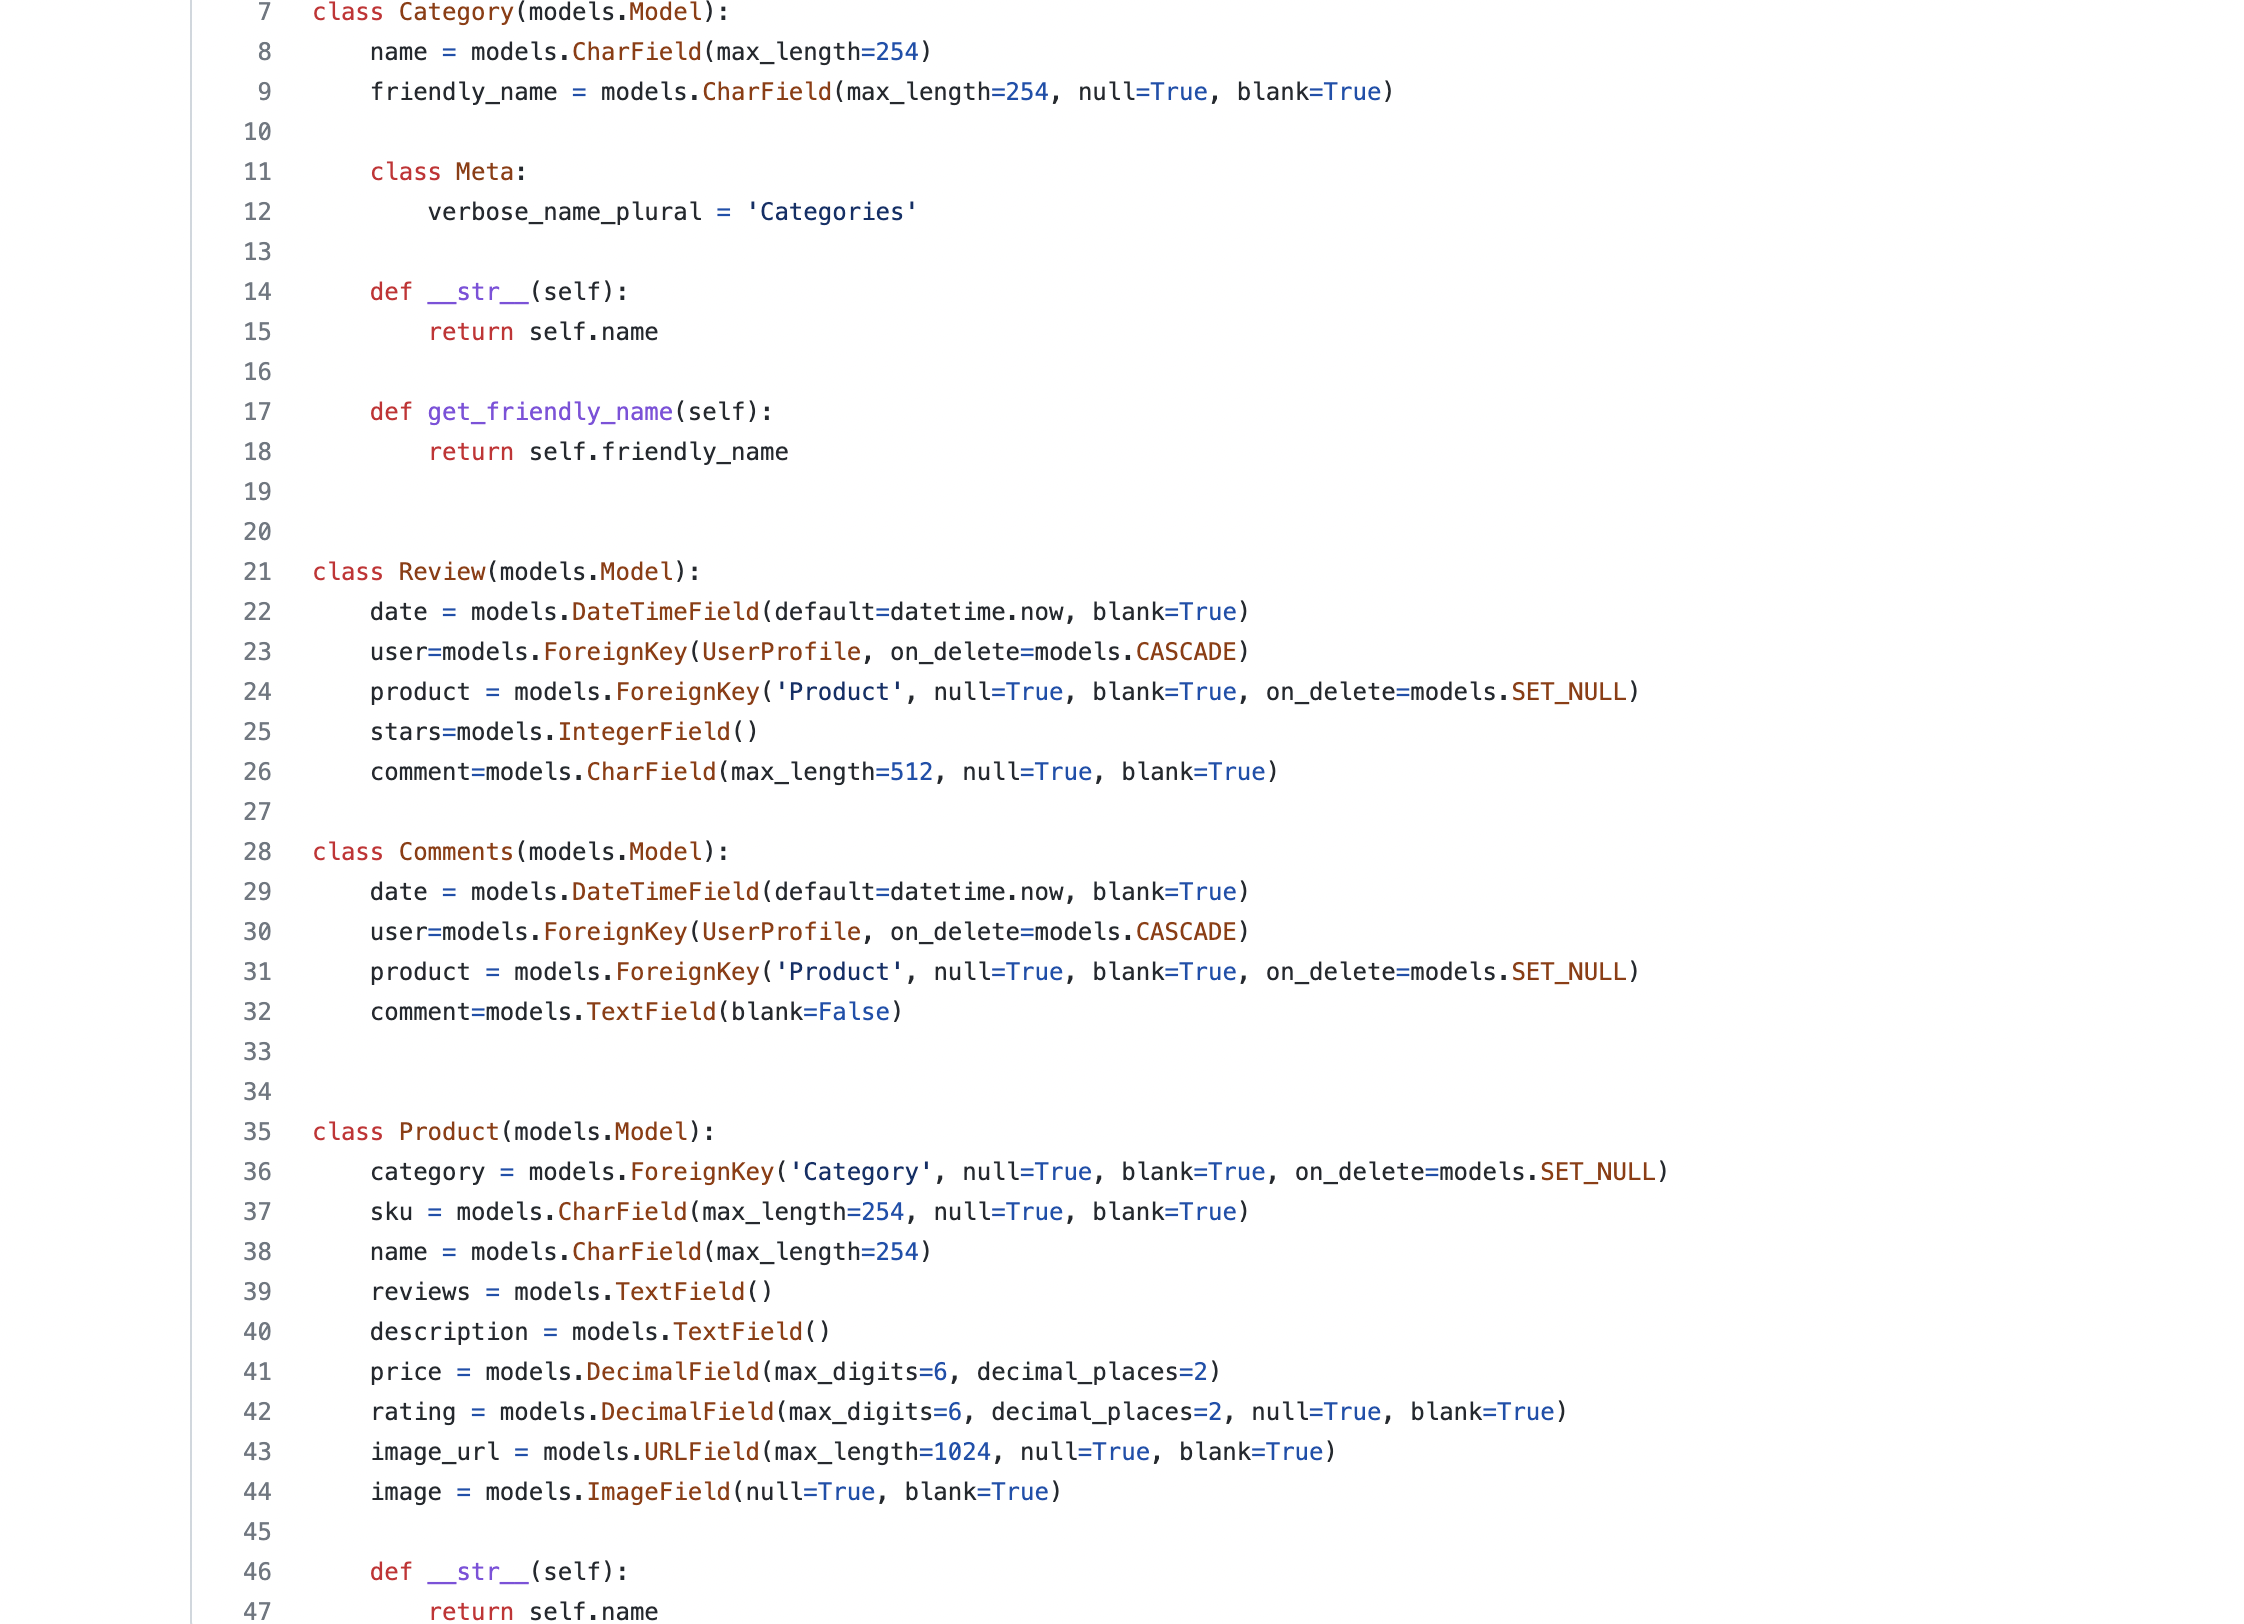 7 class Category(models.Model):
8     name = models.CharField(max_length=254)
9     friendly_name = models.CharField(max_length=254, null=True, blank=True)
10
11     class Meta:
12         verbose_name_plural = 'Categories'
13
14     def __str__(self):
15         return self.name
16
17     def get_friendly_name(self):
18         return self.friendly_name
19
20
21 class Review(models.Model):
22     date = models.DateTimeField(default=datetime.now, blank=True)
23     user=models.ForeignKey(UserProfile, on_delete=models.CASCADE)
24     product = models.ForeignKey('Product', null=True, blank=True, on_delete=models.SET_NULL)
25     stars=models.IntegerField()
26     comment=models.CharField(max_length=512, null=True, blank=True)
27
28 class Comments(models.Model):
29     date = models.DateTimeField(default=datetime.now, blank=True)
30     user=models.ForeignKey(UserProfile, on_delete=models.CASCADE)
31     product = models.ForeignKey('Product', null=True, blank=True, on_delete=models.SET_NULL)
32     comment=models.TextField(blank=False)
33
34
35 class Product(models.Model):
36     category = models.ForeignKey('Category', null=True, blank=True, on_delete=models.SET_NULL)
37     sku = models.CharField(max_length=254, null=True, blank=True)
38     name = models.CharField(max_length=254)
39     reviews = models.TextField()
40     description = models.TextField()
41     price = models.DecimalField(max_digits=6, decimal_places=2)
42     rating = models.DecimalField(max_digits=6, decimal_places=2, null=True, blank=True)
43     image_url = models.URLField(max_length=1024, null=True, blank=True)
44     image = models.ImageField(null=True, blank=True)
45
46     def __str__(self):
47         return self.name